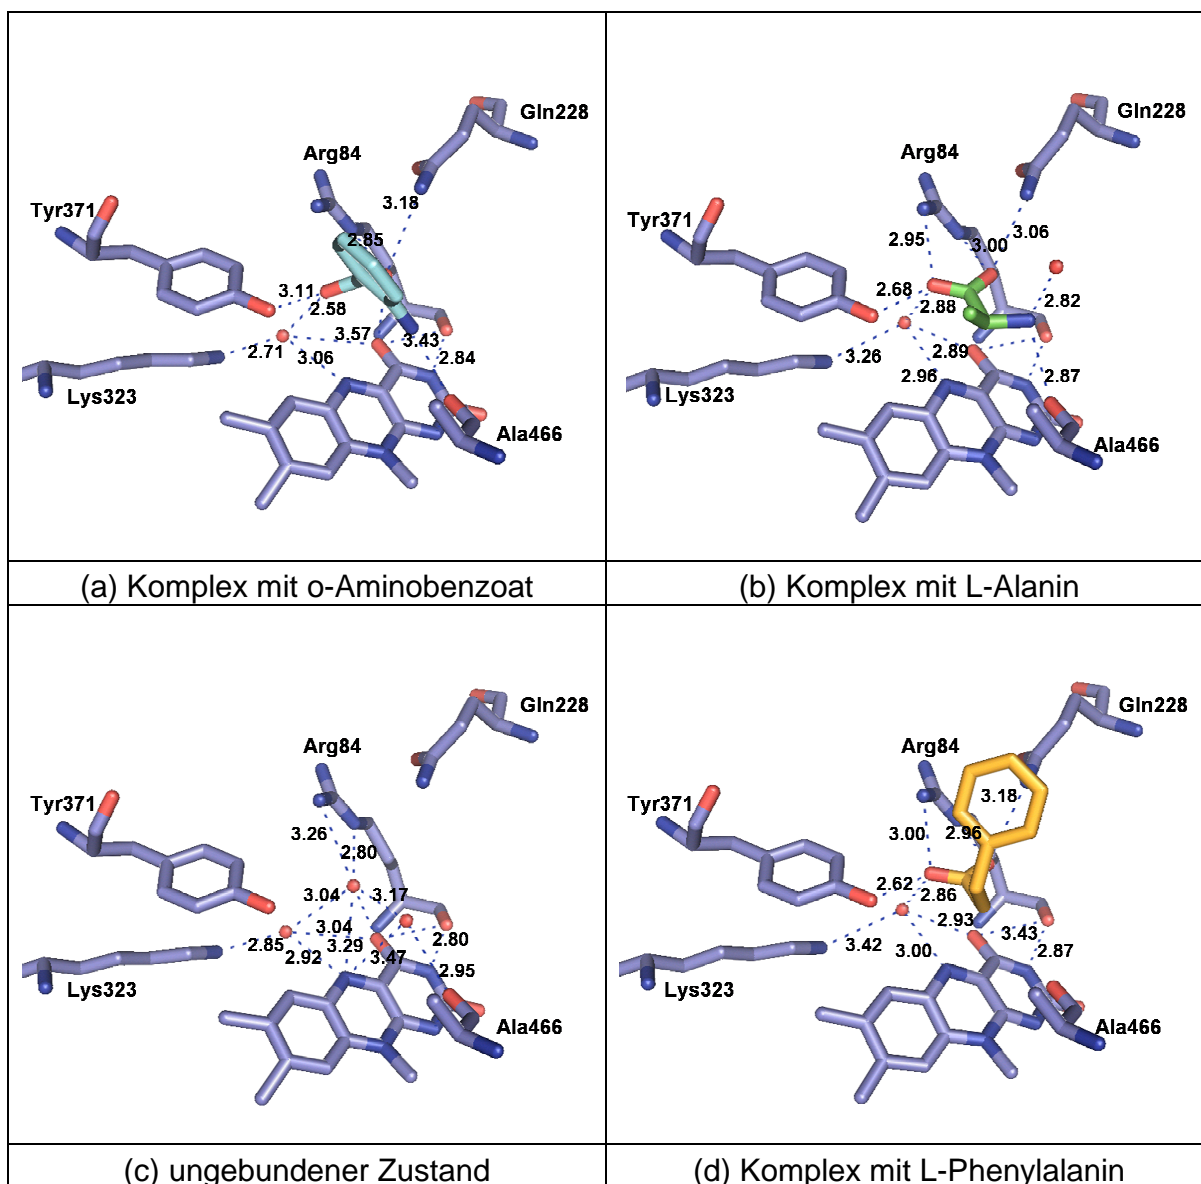 Gln228
Arg84
3.18
Tyr371
2.85
3.11
2.58
3.57
3.43
2.71
3.06
2.84
Lys323
Ala466
(a) Komplex mit o-Aminobenzoat
Gln228
Arg84
Tyr371
2.95
3.00
3.06
2.68
2.88
2.82
3.26
2.89
2.96
2.87
Lys323
Ala466
(b) Komplex mit L-Alanin
Gln228
Arg84
Tyr371
3.26
2.80
3.04
3.17
3.04
2.85
2.92
3.29
3.47
2.80
2.95
Lys323
Ala466
(c) ungebundener Zustand
Gln228
Arg84
Tyr371
3.18
3.00
2.96
2.62
2.86
2.93
3.43
3.42
3.00
2.87
Lys323
Ala466
(d) Komplex mit L-Phenylalanin